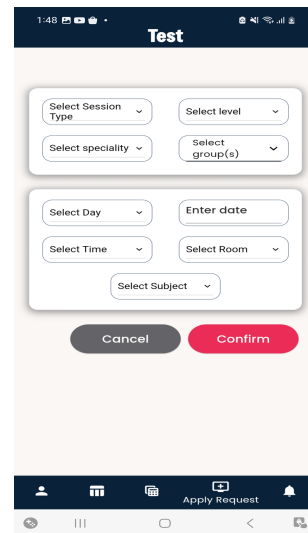 1:48
Test
Select Session
Type
Select level
Select speciality
Select
group(s)
Select Day
Enter date
Select Time
Select Room
Select Subject
Cancel
Confirm
Apply Request